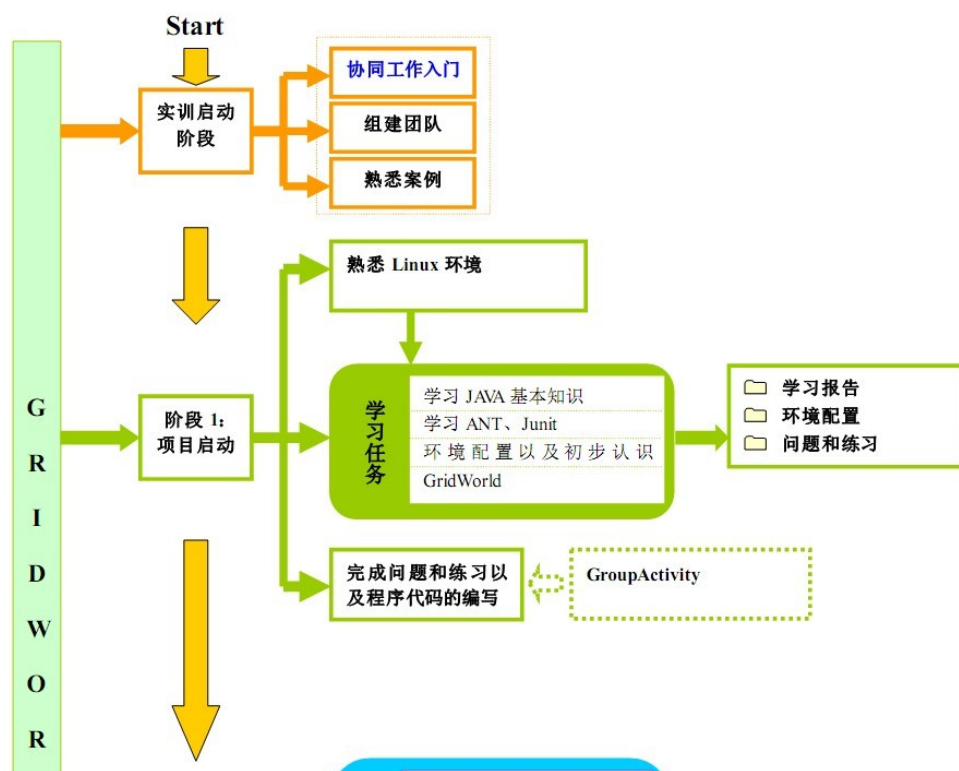 Start
实训启动
阶段
协同工作入门
组建团队
熟悉案例
熟悉 Linux 环境
G
R
I
D
W
O
R
阶段 1：
项目启动
学习任务
学习 JAVA 基本知识
学习 ANT、Junit
环境配置以及初步认识
GridWorld
学习报告
环境配置
问题和练习
完成问题和练习以
及程序代码的编写
GroupActivity